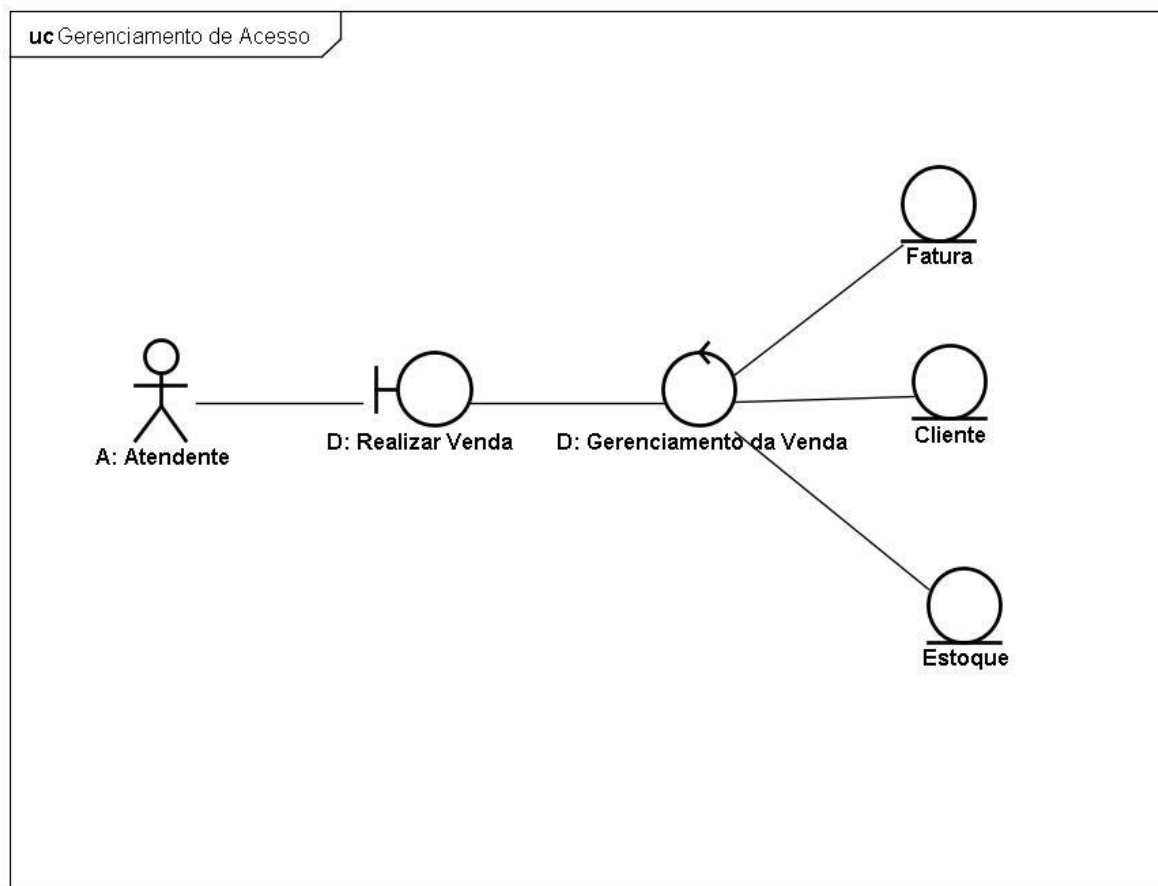 uc Gerenciamento de Acesso
Fatura
Cliente
A: Atendente
D: Realizar Venda
D: Gerenciamento da Venda
Estoque